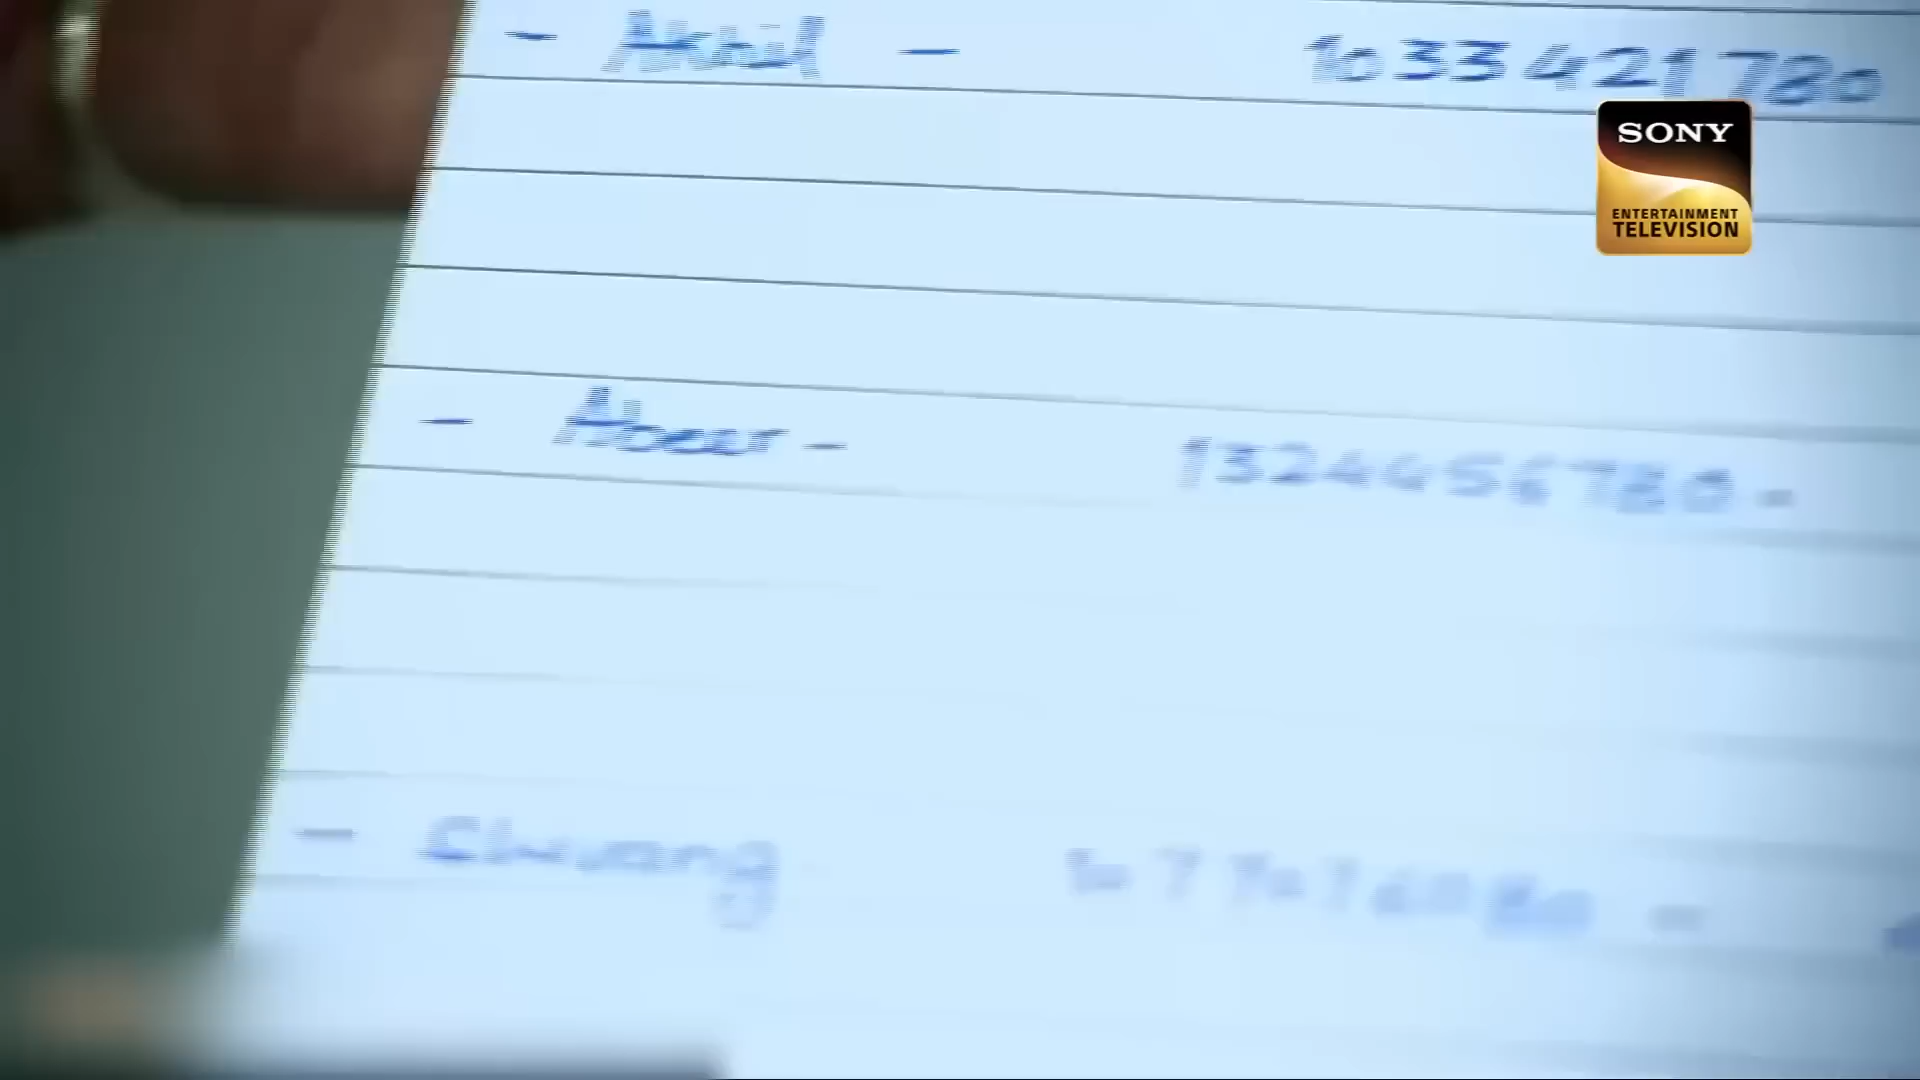 - Akhil - 1033421780
SONY
ENTERTAINMENT
TELEVISION
- Abeer - 1324456780 -
- Chuang